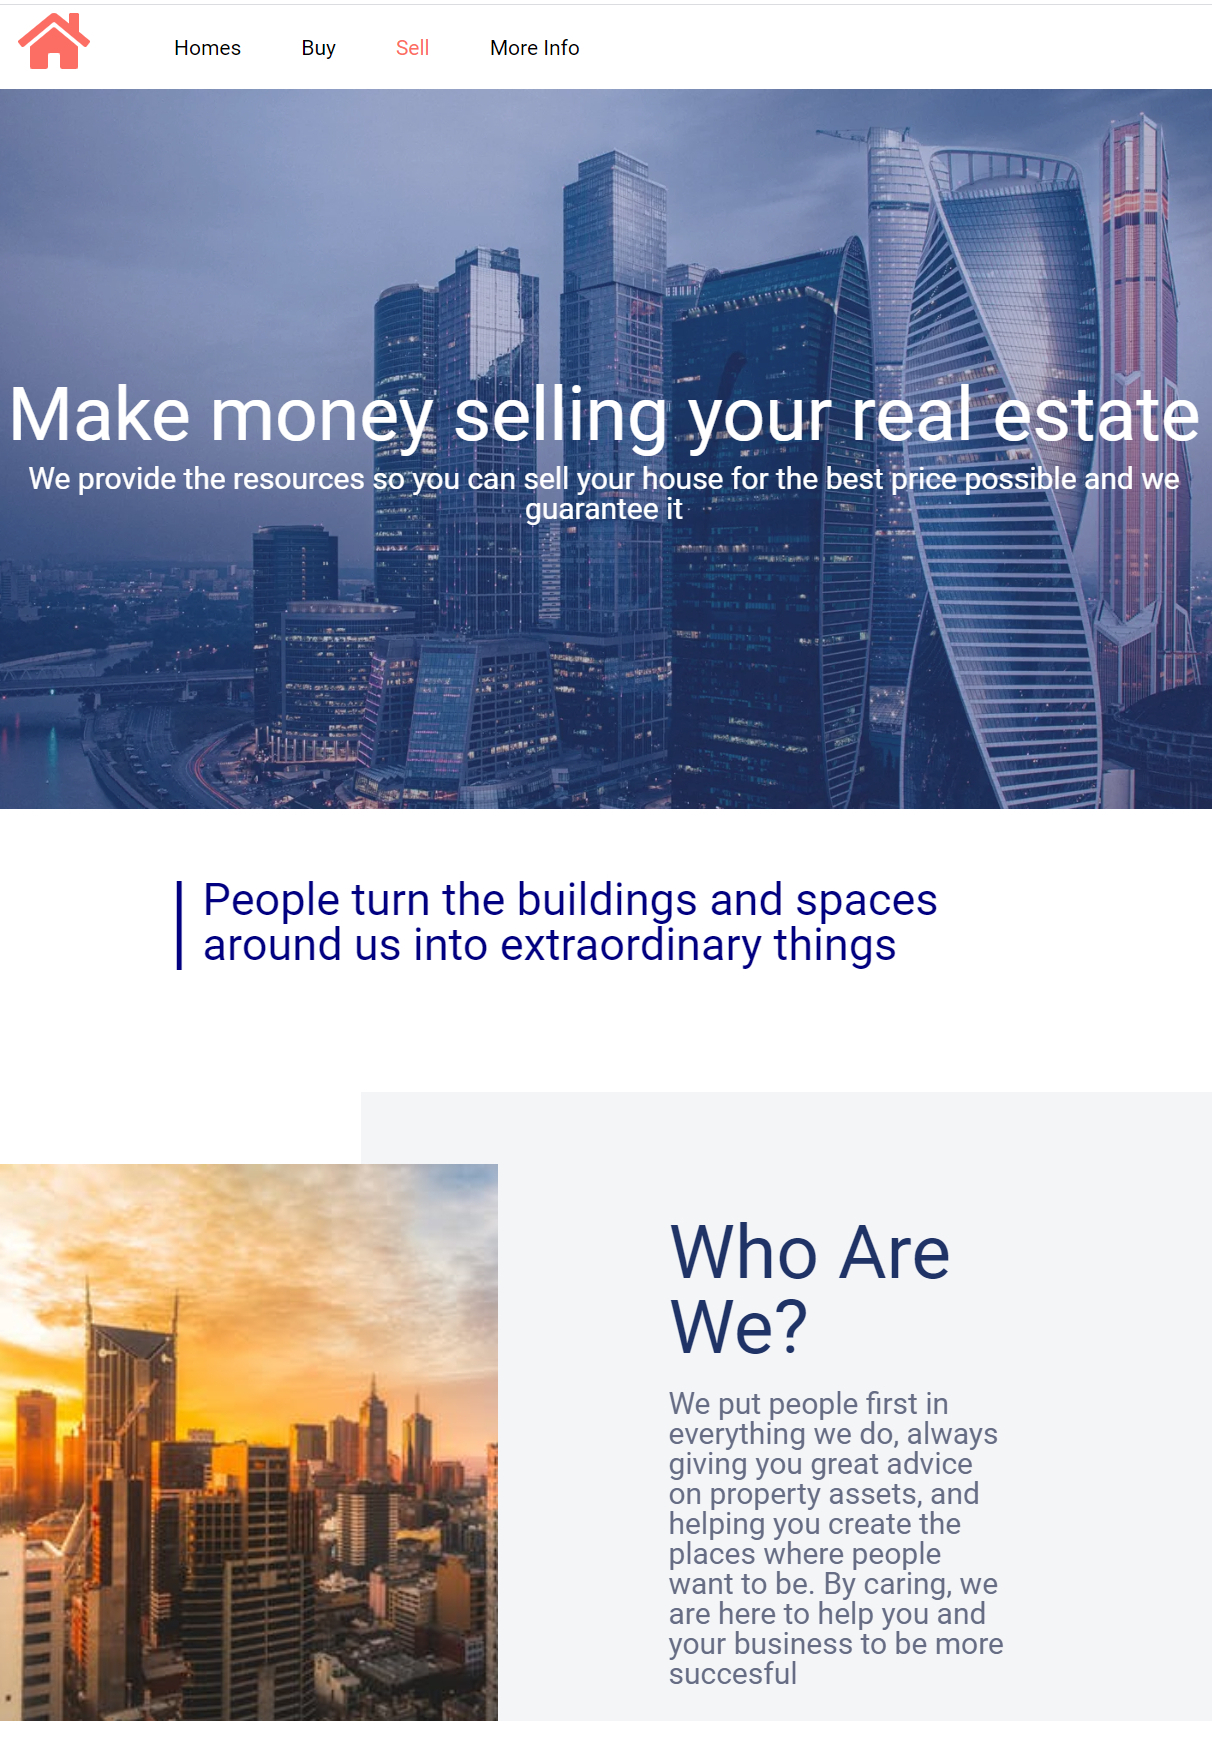 Homes Buy Sell More Info
Make money selling your real estate
We provide the resources so you can sell your house for the best price possible and we
guarantee it
People turn the buildings and spaces
around us into extraordinary things
Who Are
We?
We put people first in
everything we do, always
giving you great advice
on property assets, and
helping you create the
places where people
want to be. By caring, we
are here to help you and
your business to be more
succesful